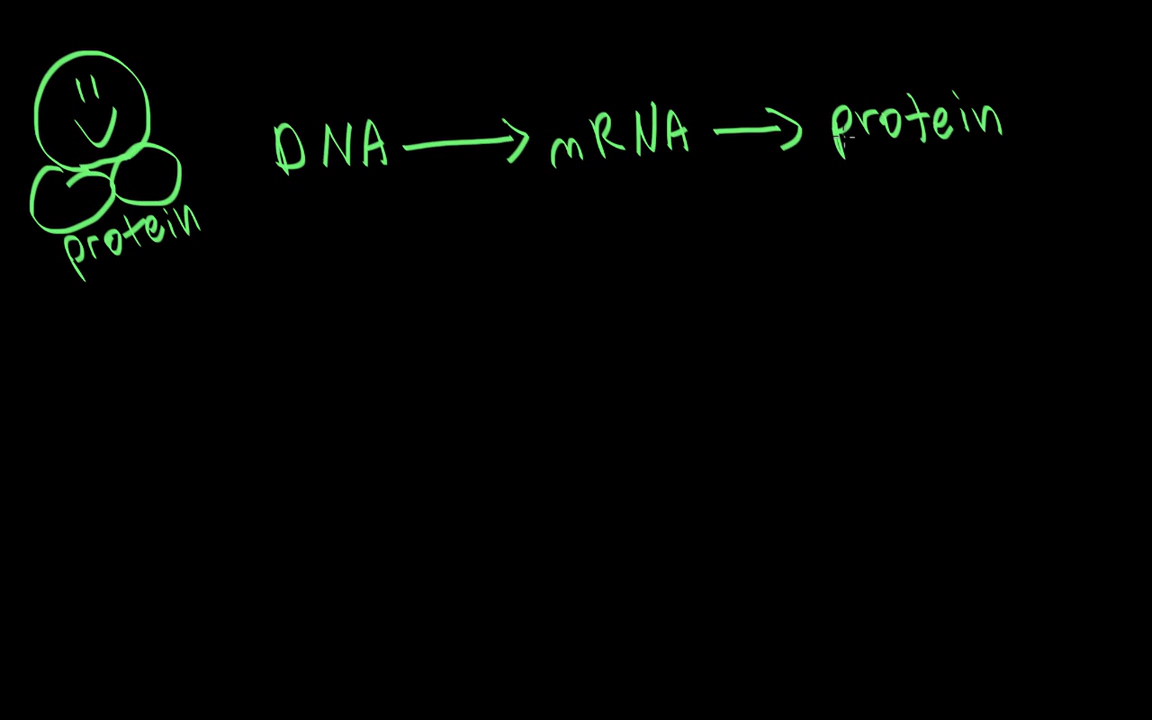 DNA → mRNA → protein
protein